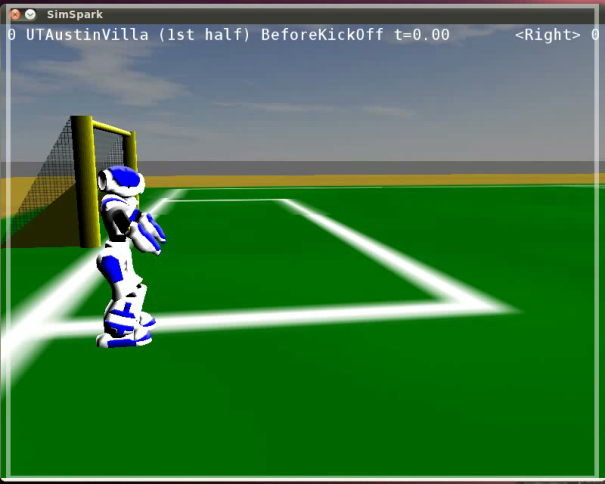 SimSpark
0 UTAustinVilla (1st half) BeforeKickOff t=0.00 <Right> 0